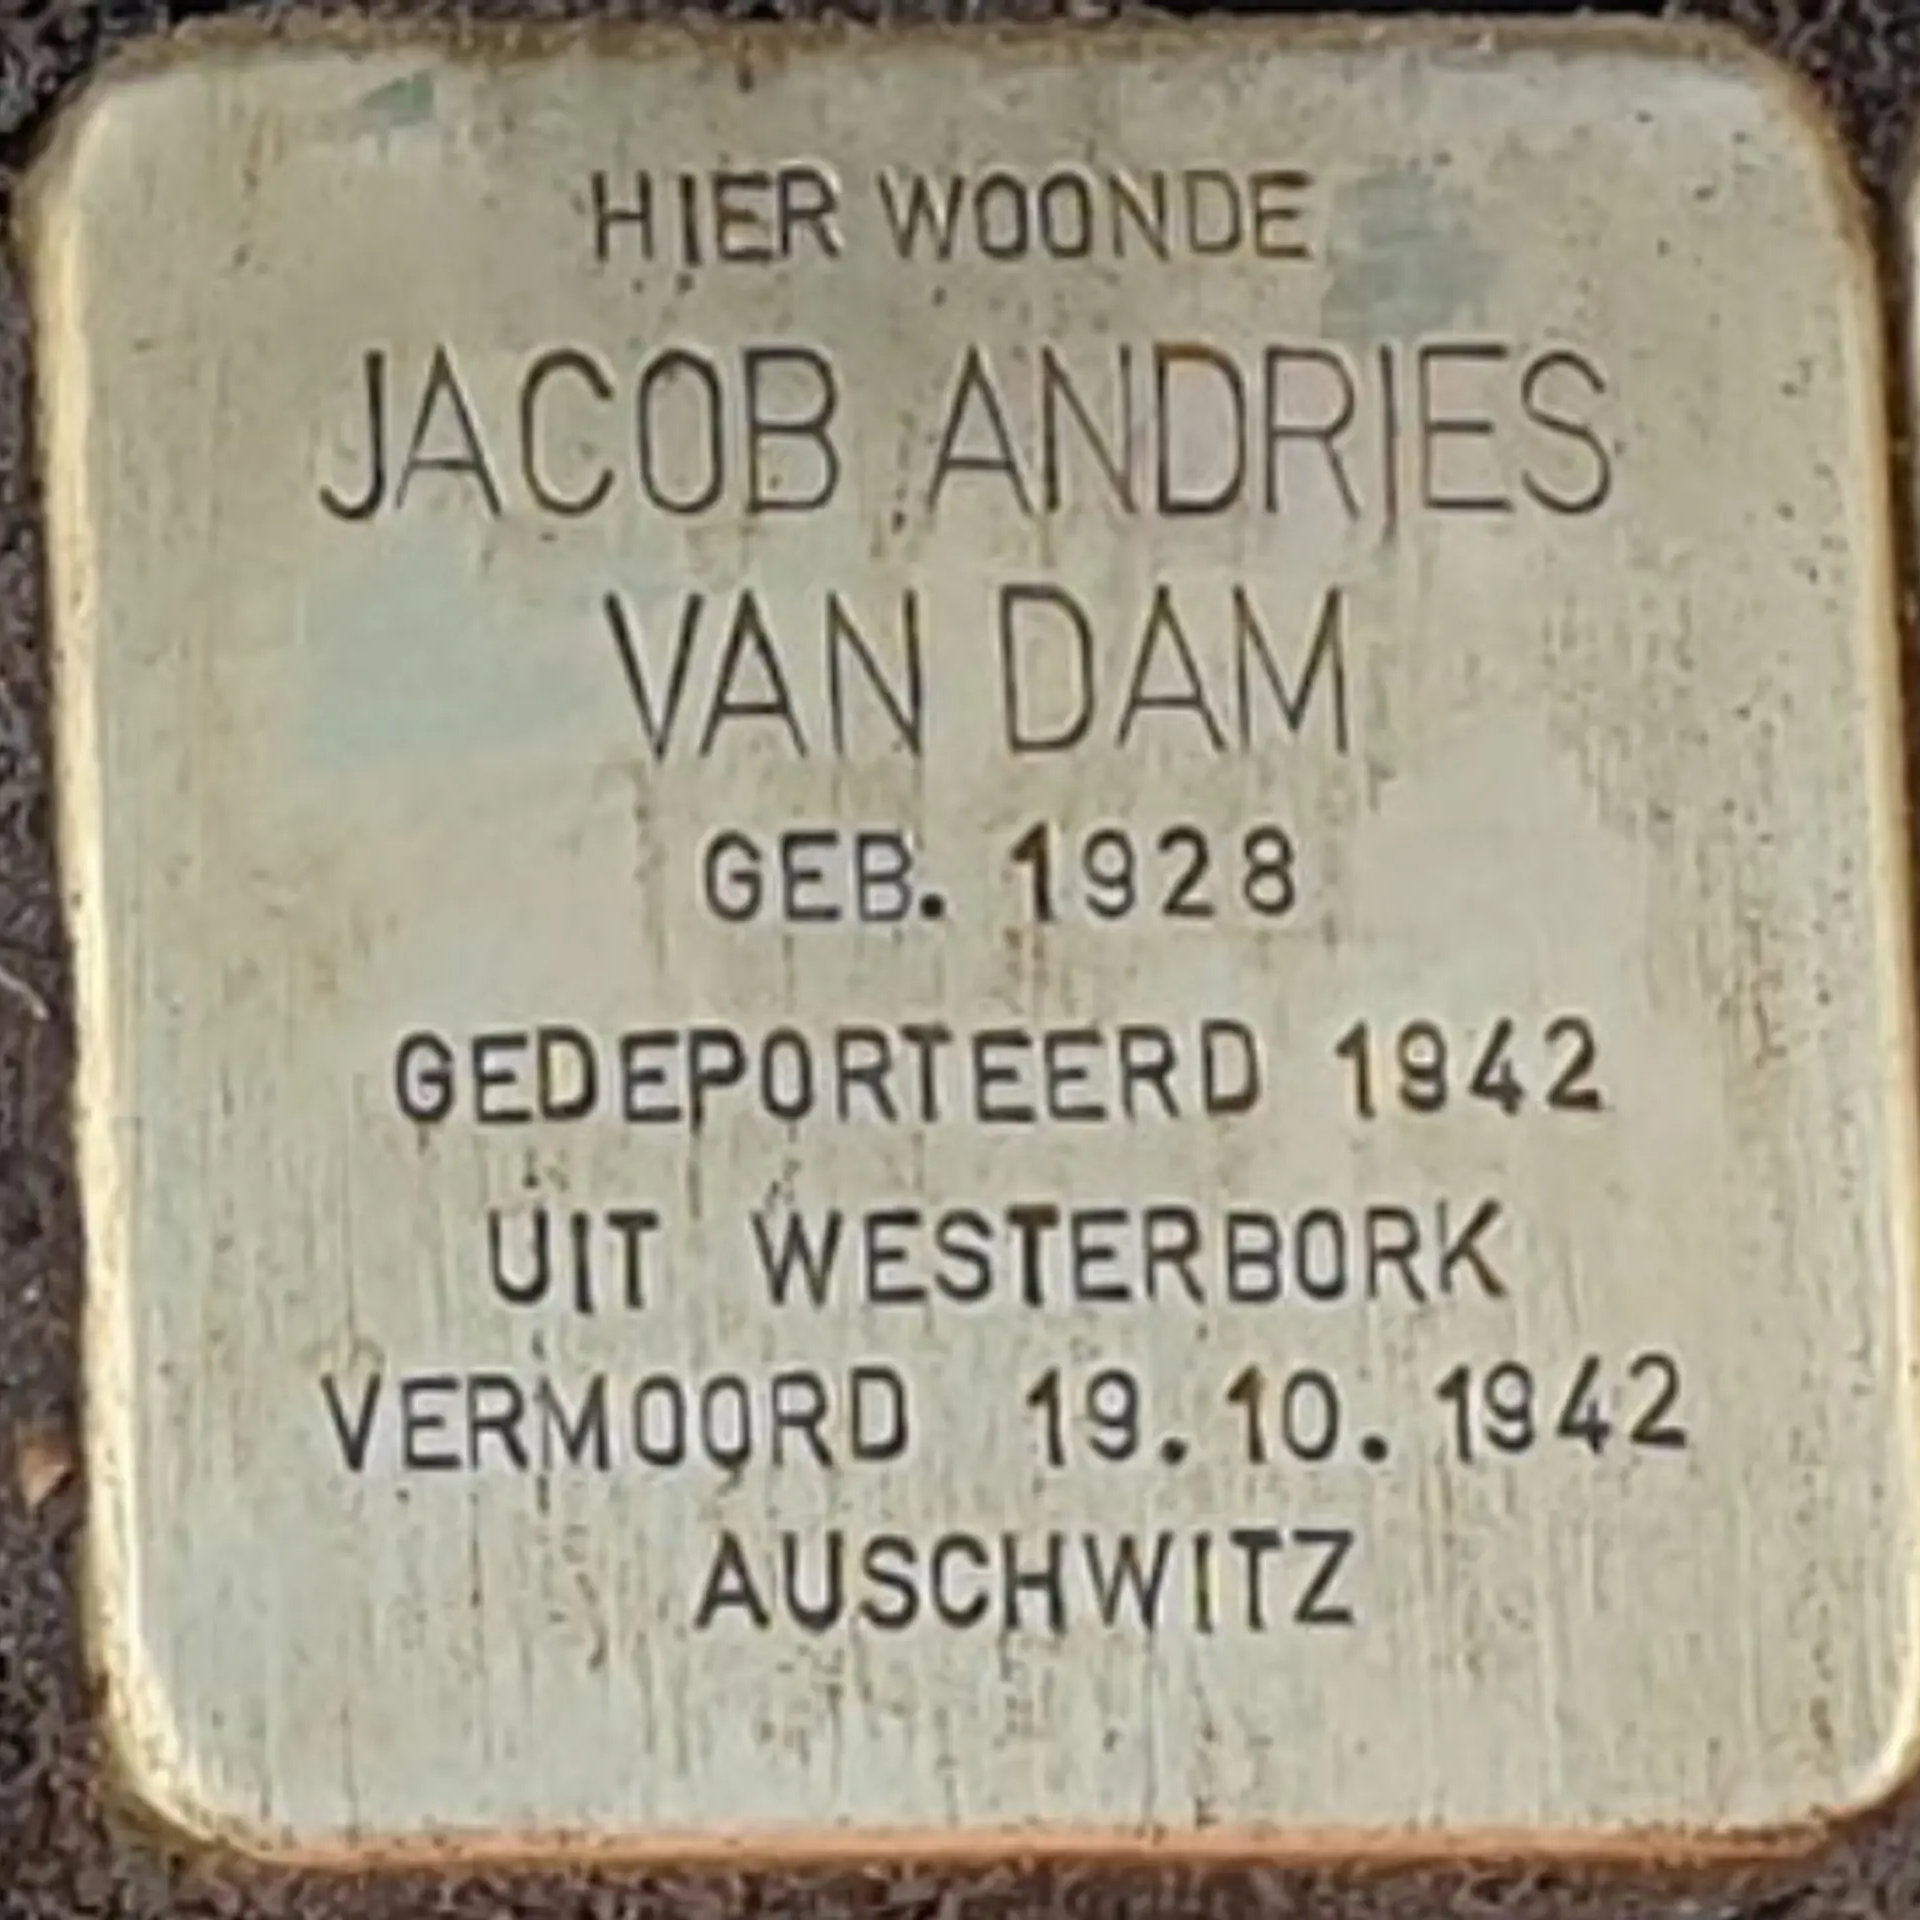 HIER WOONDE
JACOB ANDRIES
VAN DAM
GEB. 1928
GEDEPORTEERD 1942
UIT WESTERBORK
VERMOORD 19.10.1942
AUSCHWITZ